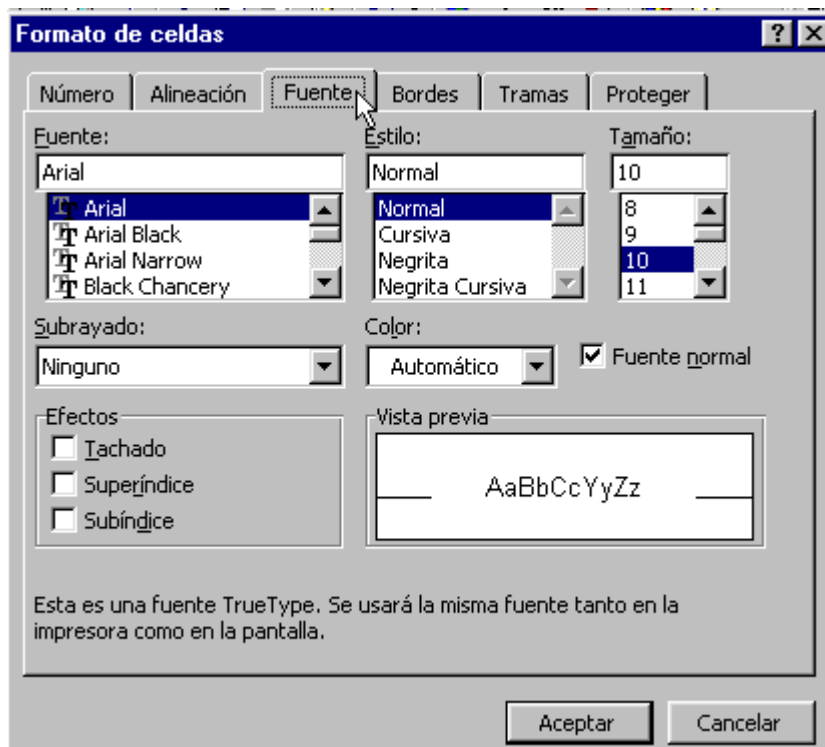 Formato de celdas
Número Alineación Fuente Bordes Tramas Proteger
Fuente: Estilo: Tamaño:
Arial Normal 10
Arial Normal 8
Arial Black Cursiva 9
Arial Narrow Negrita 10
Black Chancery Negrita Cursiva 11
Subrayado: Color:
Ninguno Automático Fuente normal
Efectos Vista previa
Tachado
Superíndice AaBbCcYyZz
Subíndice
Esta es una fuente TrueType. Se usará la misma fuente tanto en la
impresora como en la pantalla.
Aceptar Cancelar